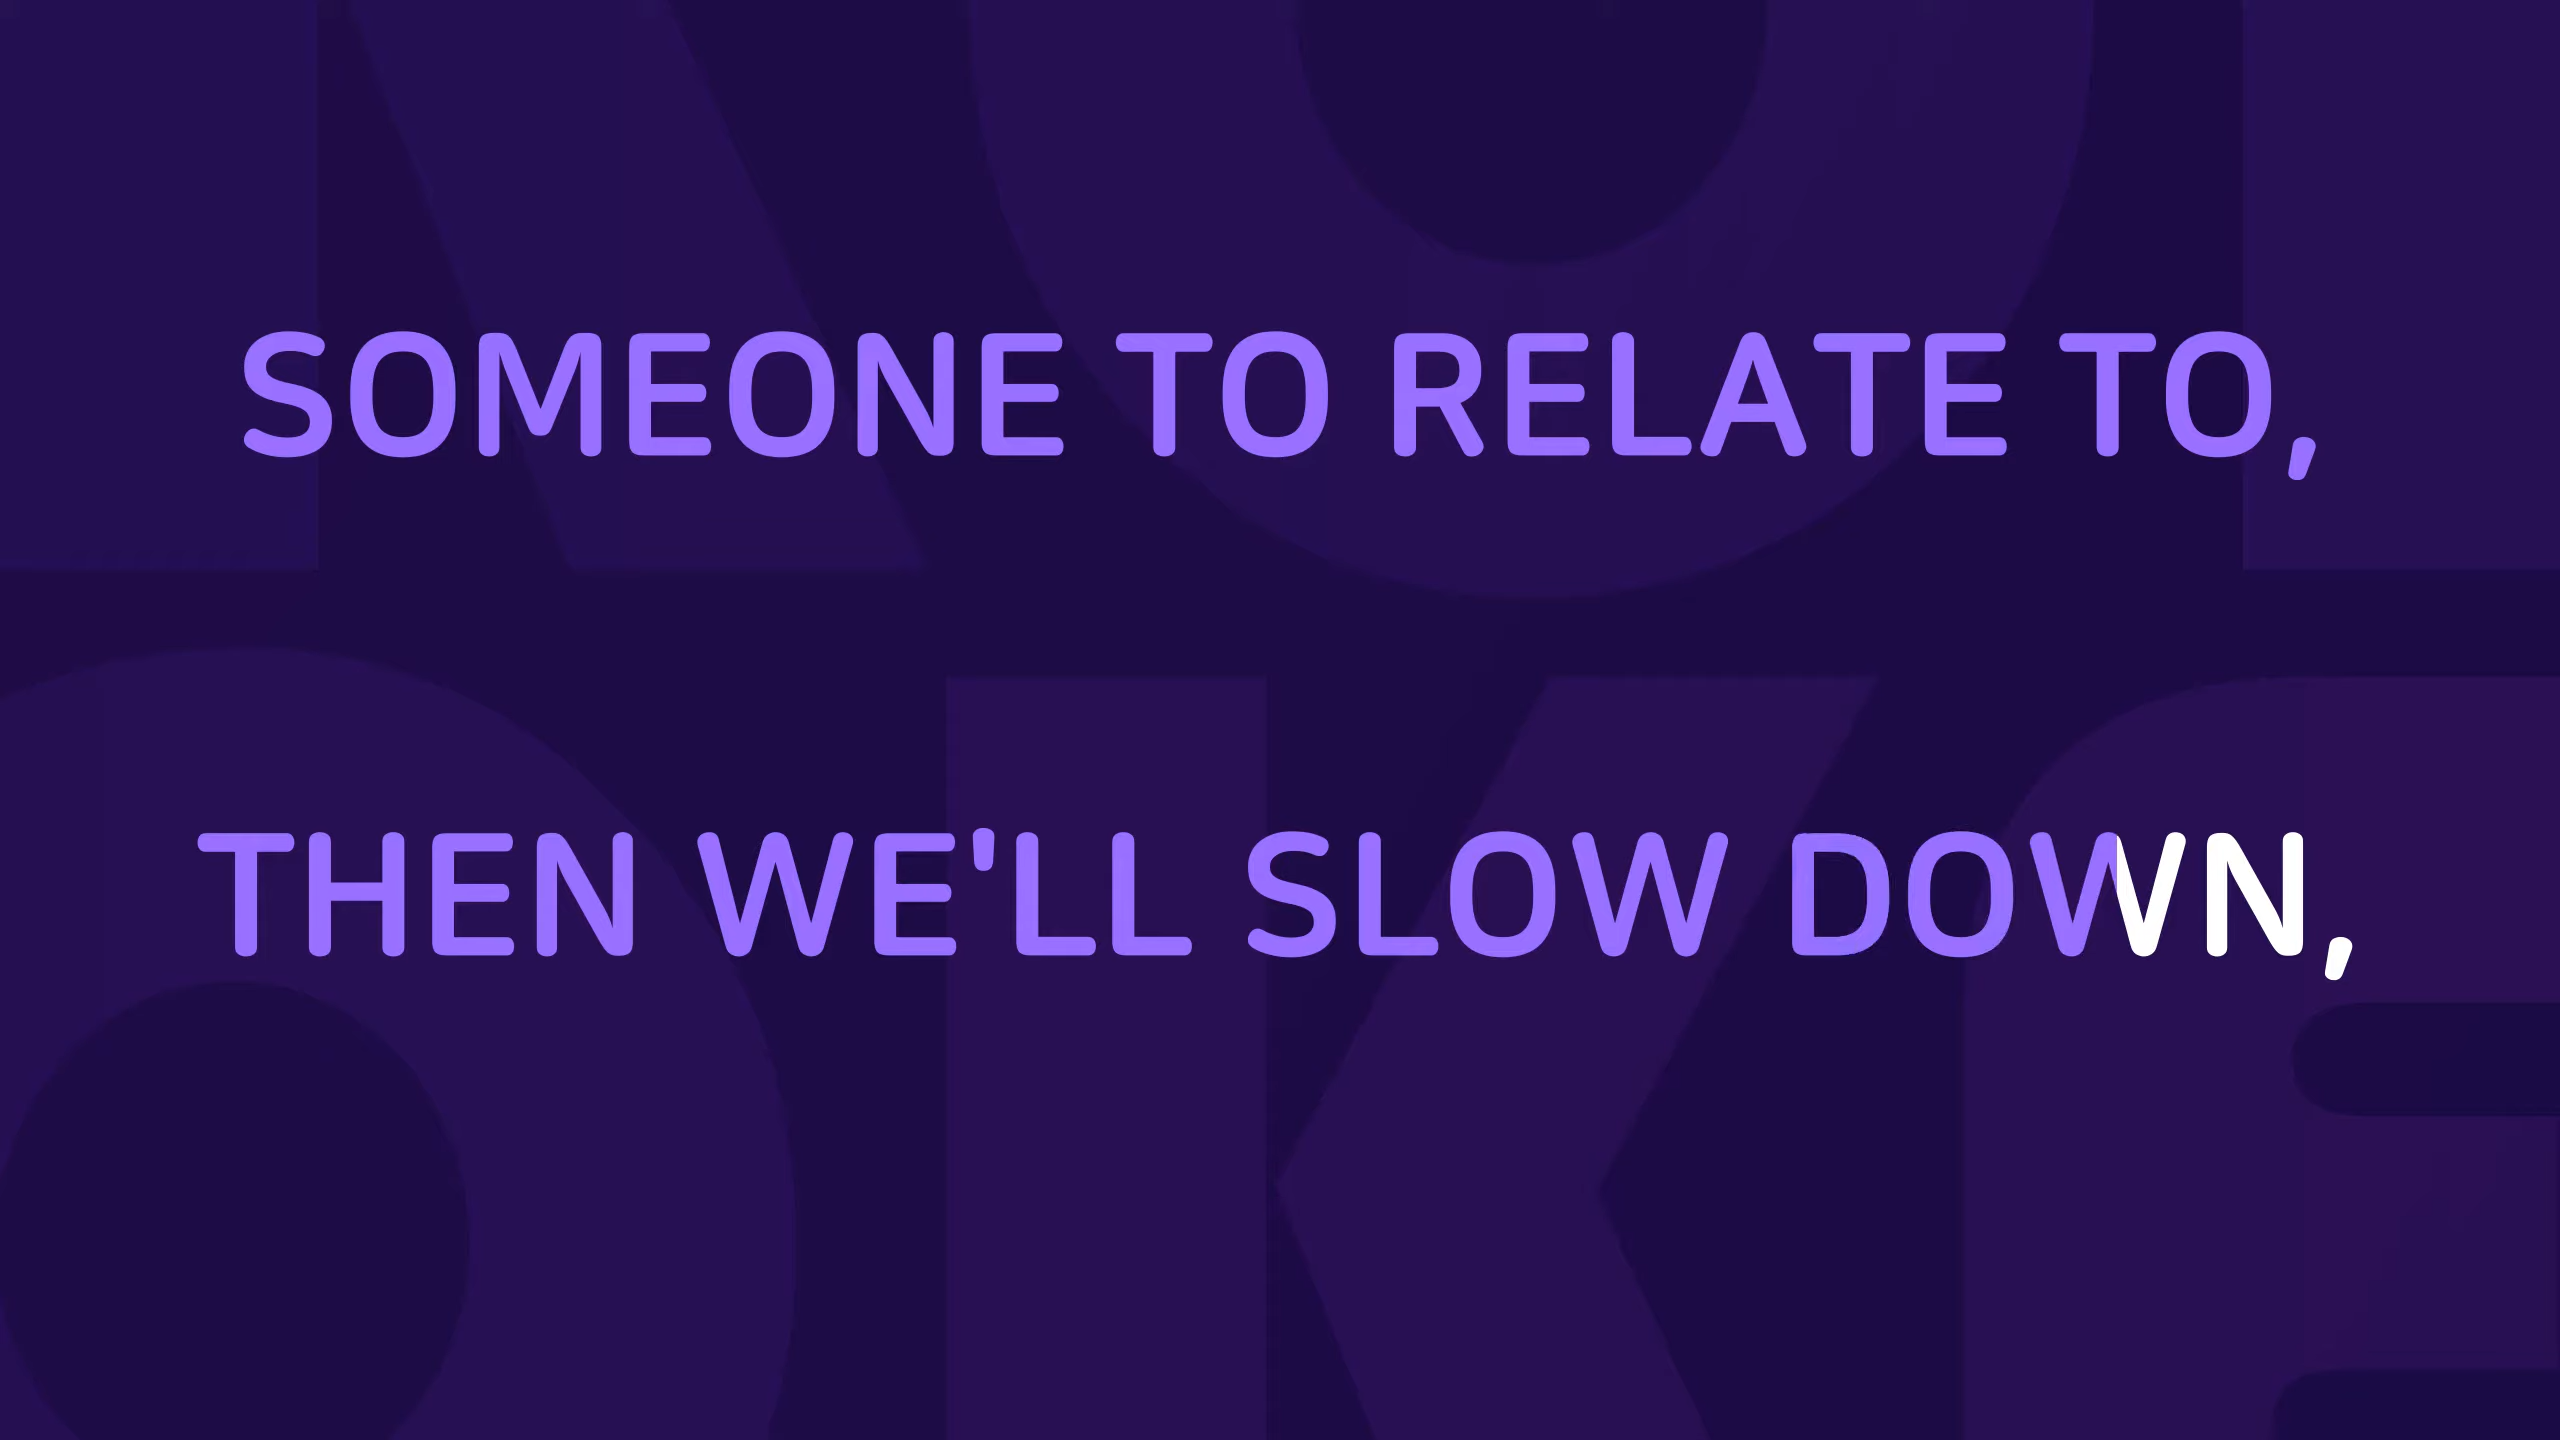 SOMEONE TO RELATE TO,
THEN WE'LL SLOW DOWN,